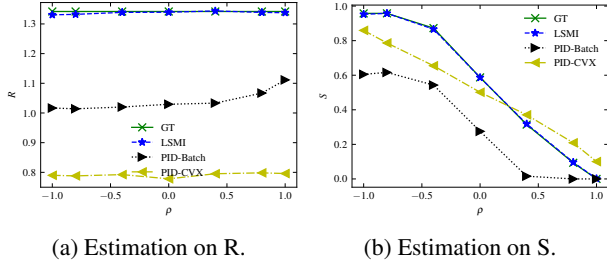 1.3
1.2
1.1
1.0
0.9
0.8
R
GT
LSMI
PID-Batch
PID-CVX
−1.0 −0.5 0.0 0.5 1.0
ρ
(a) Estimation on R.
1.0
0.8
0.6
0.4
0.2
0.0
S
GT
LSMI
PID-Batch
PID-CVX
−1.0 −0.5 0.0 0.5 1.0
ρ
(b) Estimation on S.